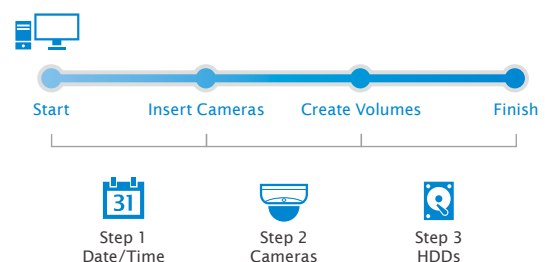 Start
Insert Cameras
Create Volumes
Finish
31
Step 1
Date/Time
Step 2
Cameras
Step 3
HDDs